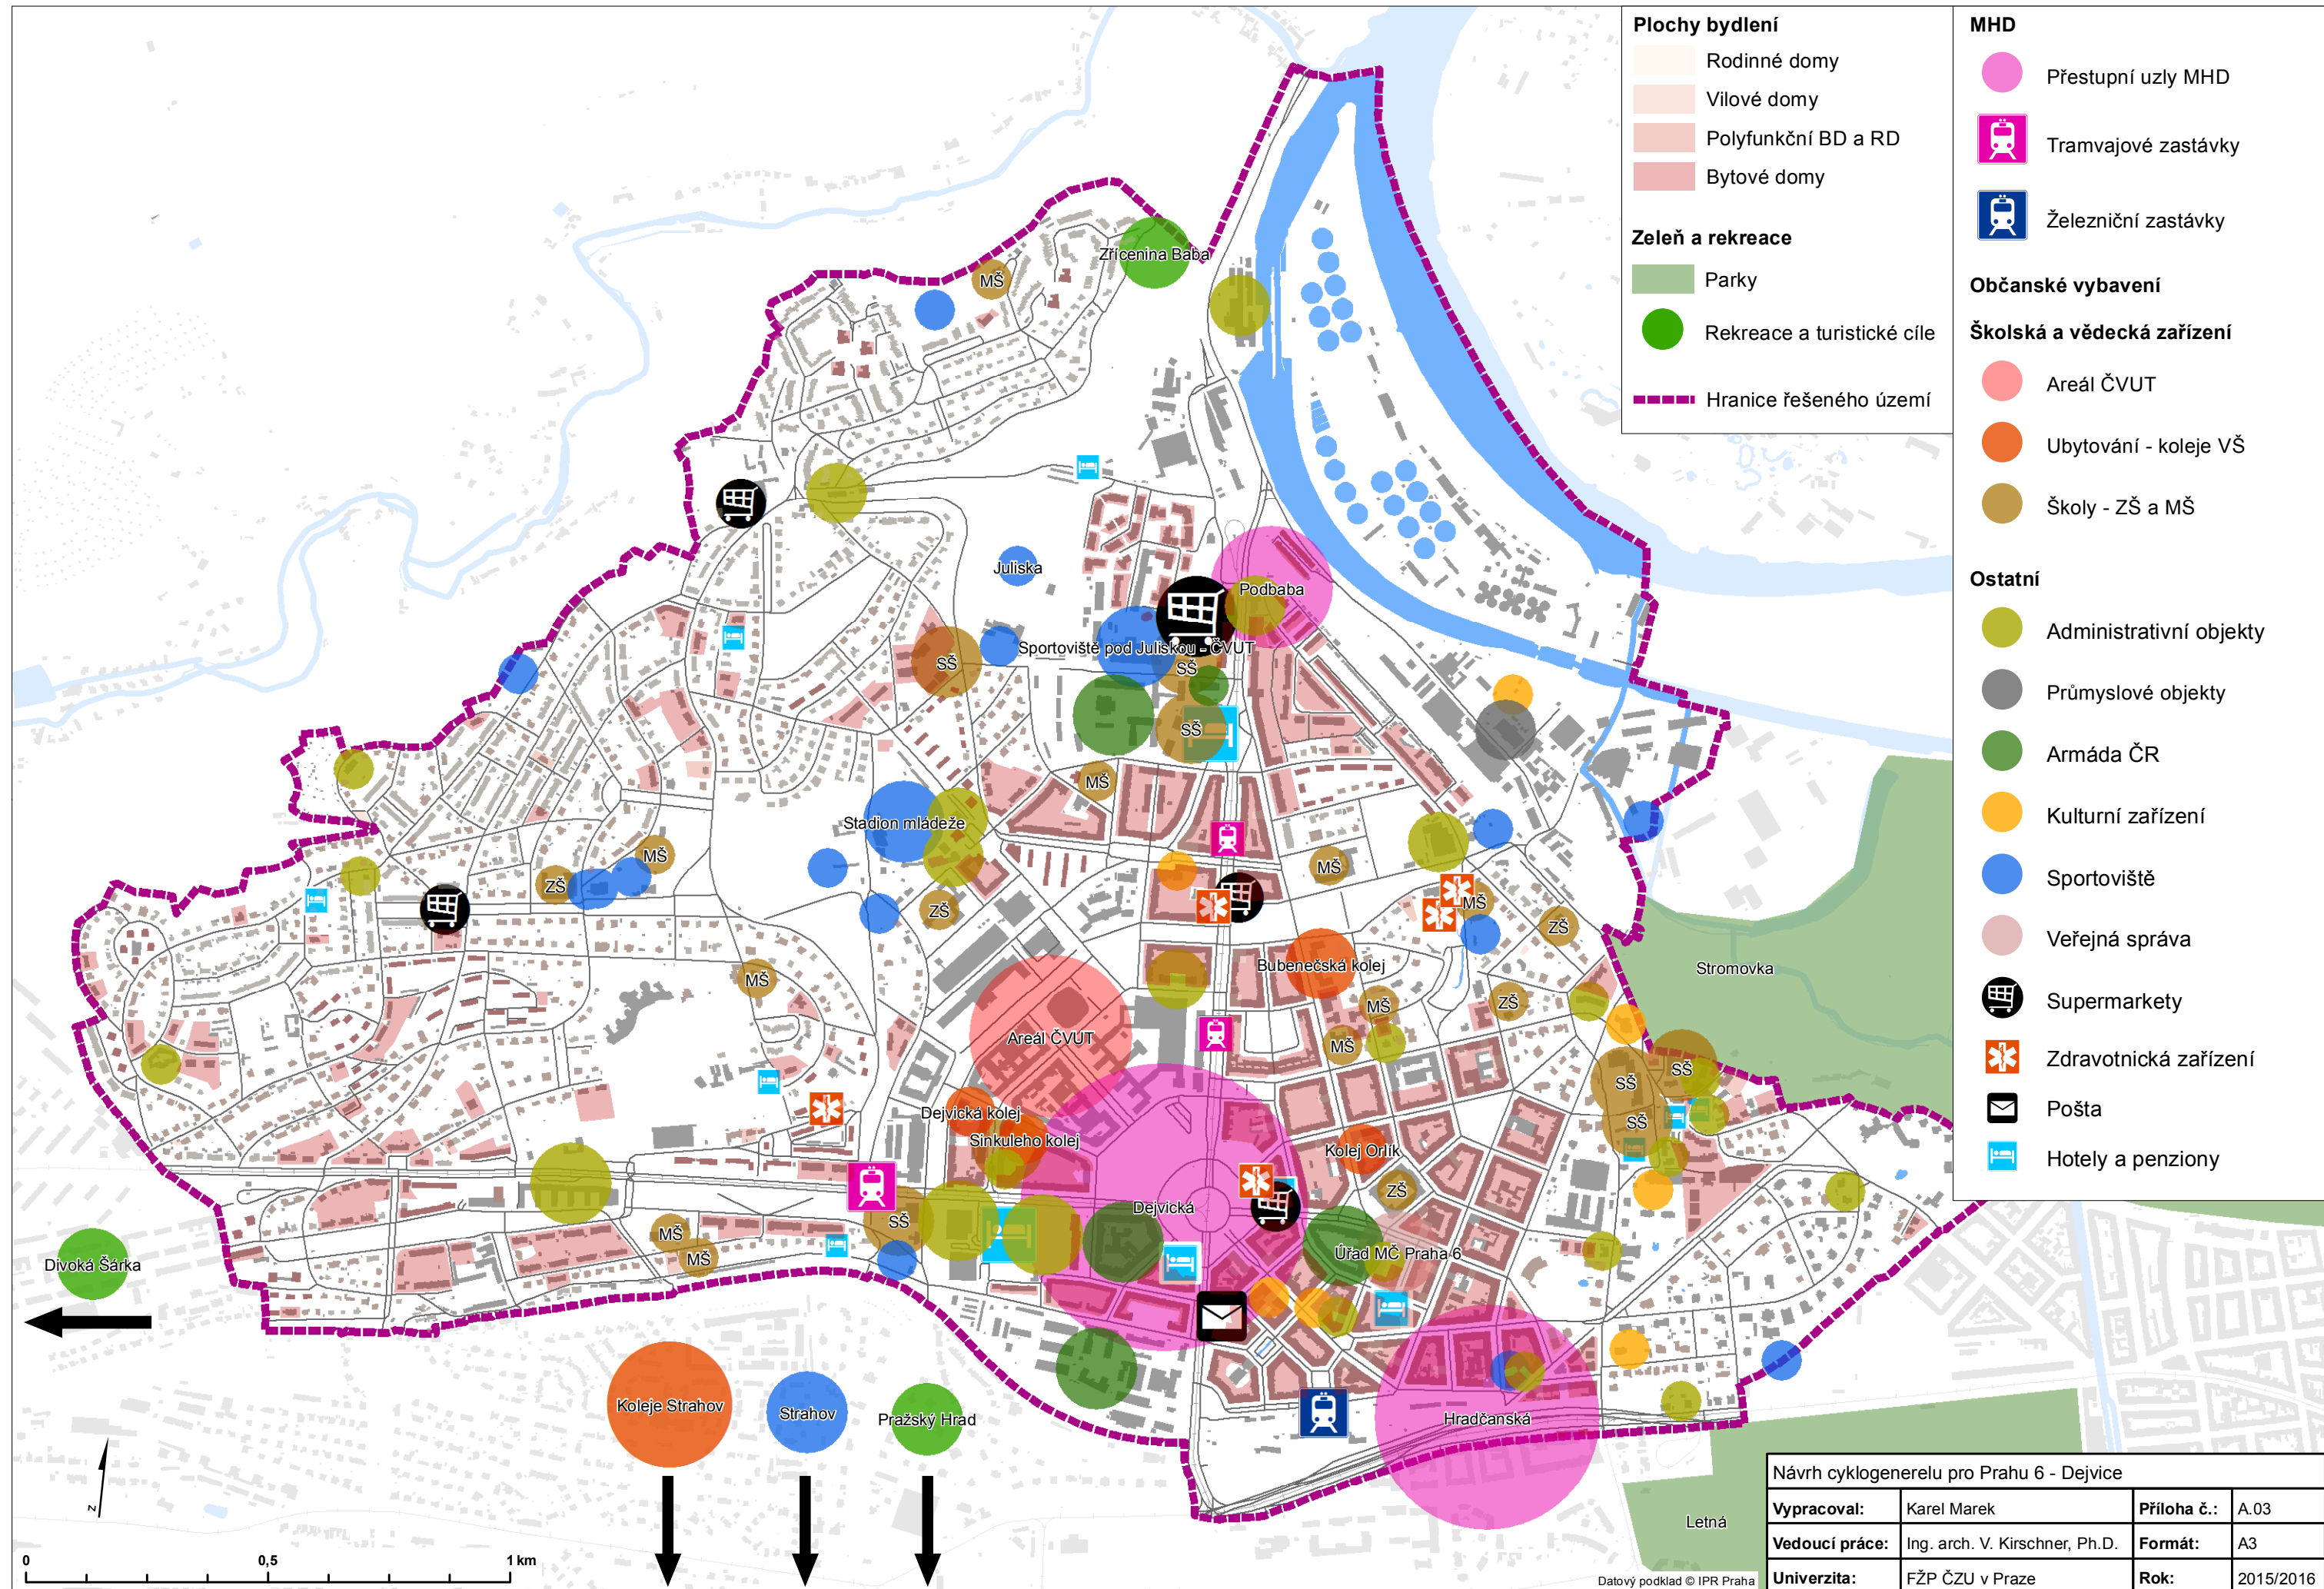 Plochy bydlení
Rodinné domy
Vilové domy
Polyfunkční BD a RD
Bytové domy
Zeleň a rekreace
Parky
Rekreace a turistické cíle
Hranice řešeného území
MHD
Přestupní uzly MHD
Tramvajové zastávky
Železniční zastávky
Občanské vybavení
Školská a vědecká zařízení
Areál ČVUT
Ubytování - koleje VŠ
Školy - ZŠ a MŠ
Ostatní
Administrativní objekty
Průmyslové objekty
Armáda ČR
Kulturní zařízení
Sportoviště
Veřejná správa
Supermarkety
Zdravotnická zařízení
Pošta
Hotely a penziony
Zřícenina Baba
MŠ
Juliska
Podbaba
Sportoviště pod Juliskou - ČVUT
SŠ
SŠ
SŠ
MŠ
Stadion mládeže
MŠ
MŠ
ZŠ
ZŠ
MŠ
ZŠ
Bubenečská kolej
Stromovka
MŠ
MŠ
ZŠ
Areál ČVUT
MŠ
SŠ
SŠ
Dejvická kolej
SŠ
Sinkuleho kolej
Kolej Orlík
ZŠ
Dejvická
SŠ
MŠ
MŠ
Úřad MČ Praha 6
Divoká Šárka
Koleje Strahov
Strahov
Pražský Hrad
Hradčanská
Letná
z
0
0,5
1 km
Datový podklad © IPR Praha
Návrh cyklogenerelu pro Prahu 6 - Dejvice
Vypracoval: Karel Marek Příloha č.: A.03
Vedoucí práce: Ing. arch. V. Kirschner, Ph.D. Formát: A3
Univerzita: FŽP ČZU v Praze Rok: 2015/2016